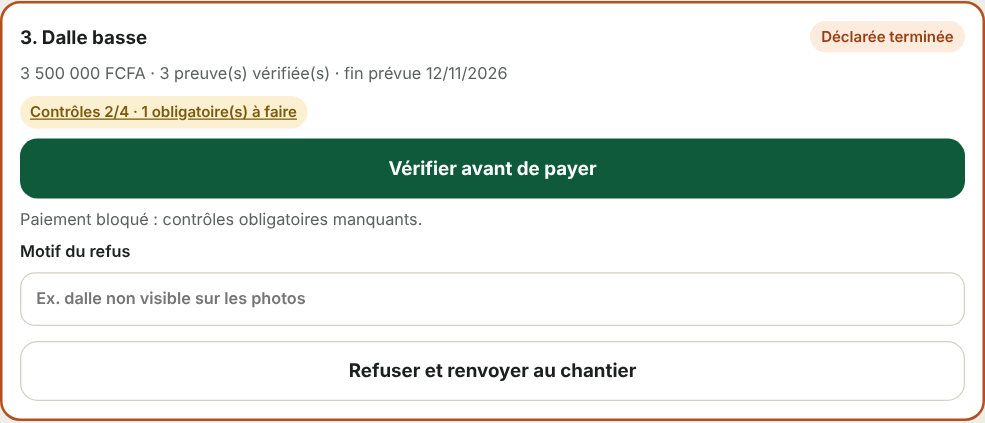 3. Dalle basse
Déclarée terminée
3 500 000 FCFA · 3 preuve(s) vérifiée(s) · fin prévue 12/11/2026
Contrôles 2/4 · 1 obligatoire(s) à faire
Vérifier avant de payer
Paiement bloqué : contrôles obligatoires manquants.
Motif du refus
Ex. dalle non visible sur les photos
Refuser et renvoyer au chantier